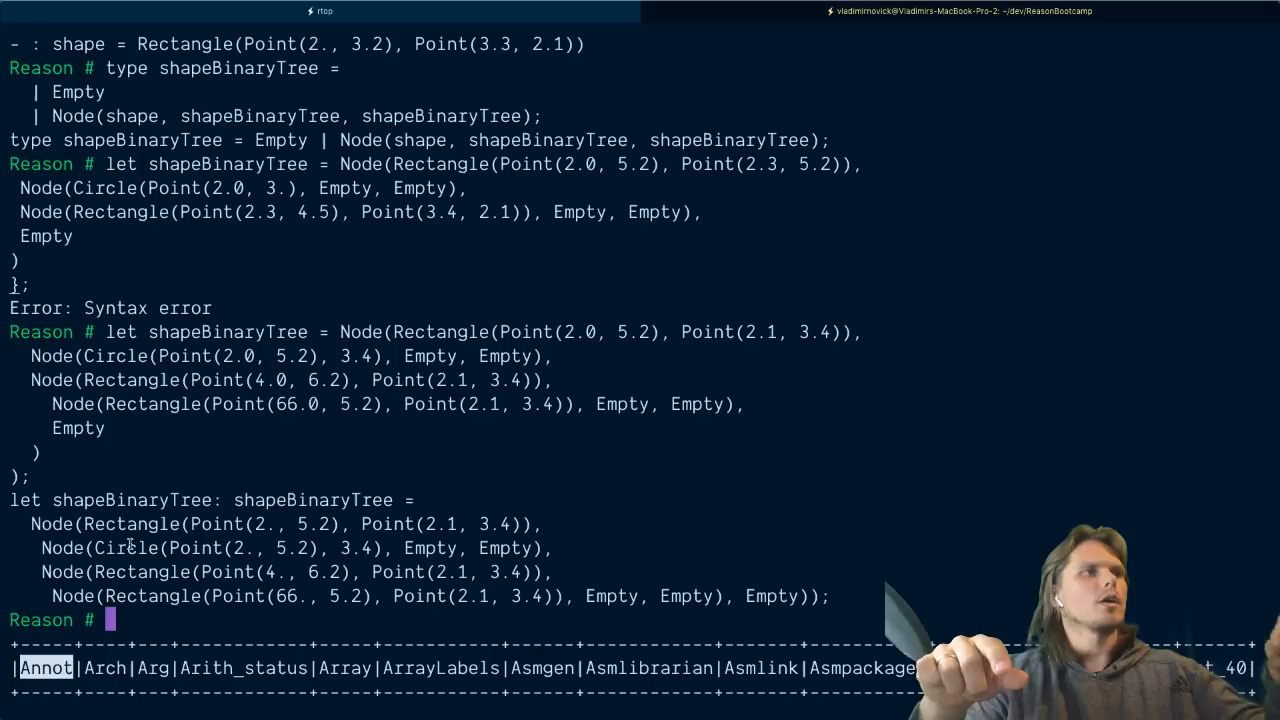 ⚡ rtop
⚡ vladimirnovick@Vladimirs-MacBook-Pro-2: ~/dev/ReasonBootcamp
- : shape = Rectangle(Point(2., 3.2), Point(3.3, 2.1))
Reason # type shapeBinaryTree =
  | Empty
  | Node(shape, shapeBinaryTree, shapeBinaryTree);
type shapeBinaryTree = Empty | Node(shape, shapeBinaryTree, shapeBinaryTree);
Reason # let shapeBinaryTree = Node(Rectangle(Point(2.0, 5.2), Point(2.3, 5.2)),
 Node(Circle(Point(2.0, 3.), Empty, Empty),
 Node(Rectangle(Point(2.3, 4.5), Point(3.4, 2.1)), Empty, Empty),
 Empty
)
};
Error: Syntax error
Reason # let shapeBinaryTree = Node(Rectangle(Point(2.0, 5.2), Point(2.1, 3.4)),
  Node(Circle(Point(2.0, 5.2), 3.4), Empty, Empty),
  Node(Rectangle(Point(4.0, 6.2), Point(2.1, 3.4)),
    Node(Rectangle(Point(66.0, 5.2), Point(2.1, 3.4)), Empty, Empty),
    Empty
  )
);
let shapeBinaryTree: shapeBinaryTree =
  Node(Rectangle(Point(2., 5.2), Point(2.1, 3.4)),
   Node(Circle(Point(2., 5.2), 3.4), Empty, Empty),
   Node(Rectangle(Point(4., 6.2), Point(2.1, 3.4)),
    Node(Rectangle(Point(66., 5.2), Point(2.1, 3.4)), Empty, Empty), Empty));
Reason #
|Annot|Arch|Arg|Arith_status|Array|ArrayLabels|Asmgen|Asmlibrarian|Asmlink|Asmpackage